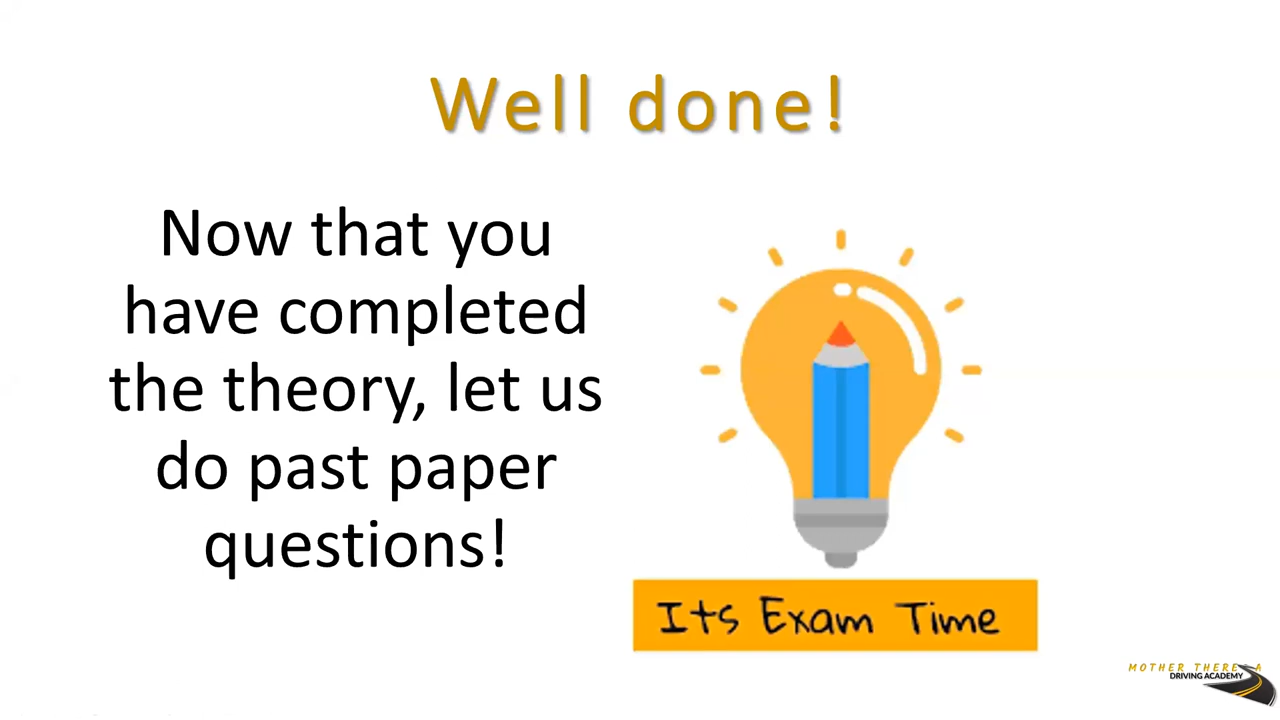 Well done!
Now that you
have completed
the theory, let us
do past paper
questions!
Its Exam Time
MOTHER
DRIVING ACADEMY